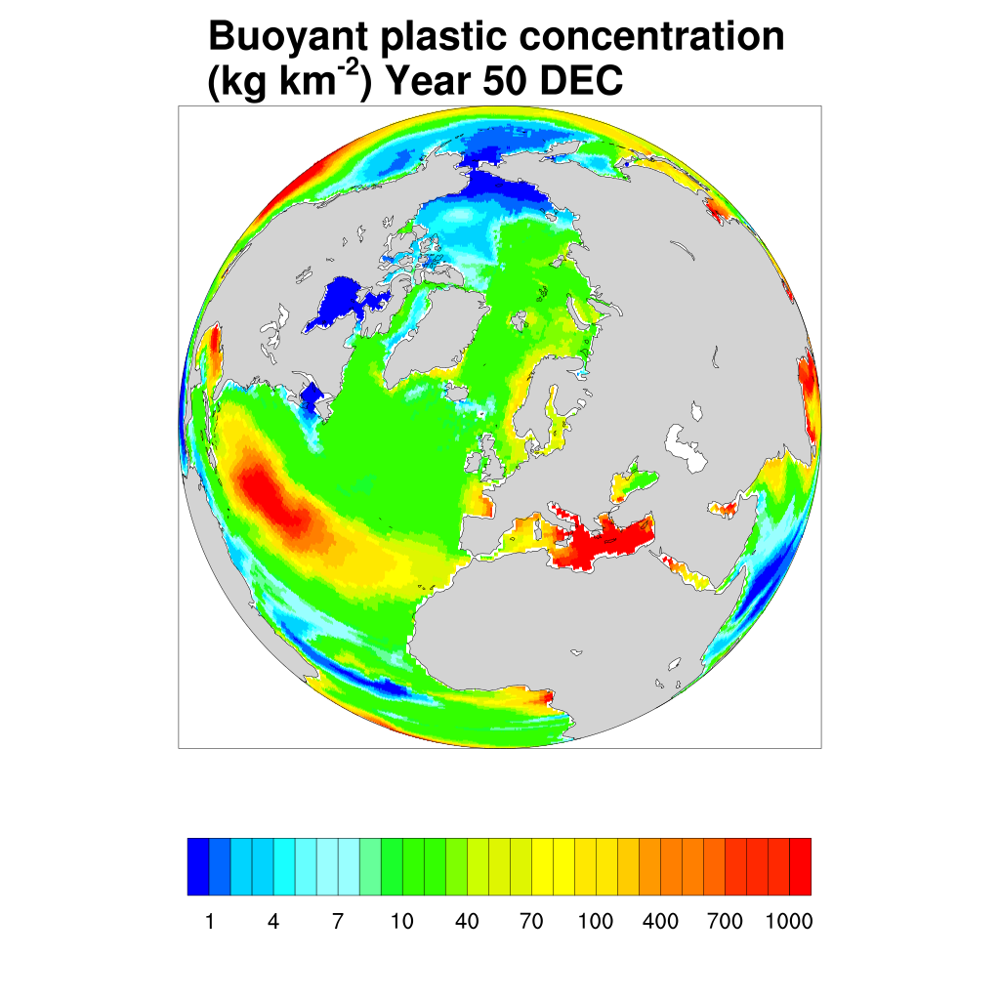 Buoyant plastic concentration
(kg km-2) Year 50 DEC
1 4 7 10 40 70 100 400 700 1000